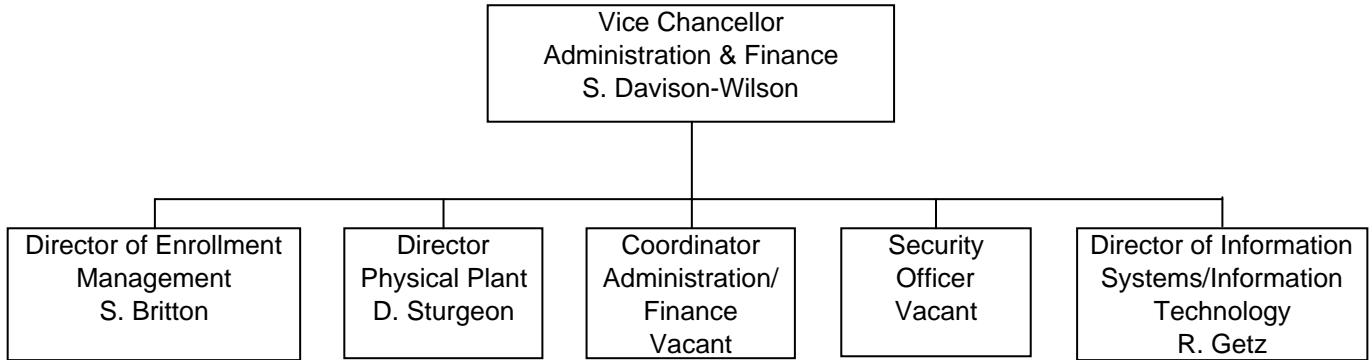 Vice Chancellor
Administration & Finance
S. Davison-Wilson
Director of Enrollment
Management
S. Britton
Director
Physical Plant
D. Sturgeon
Coordinator
Administration/
Finance
Vacant
Security
Officer
Vacant
Director of Information
Systems/Information
Technology
R. Getz